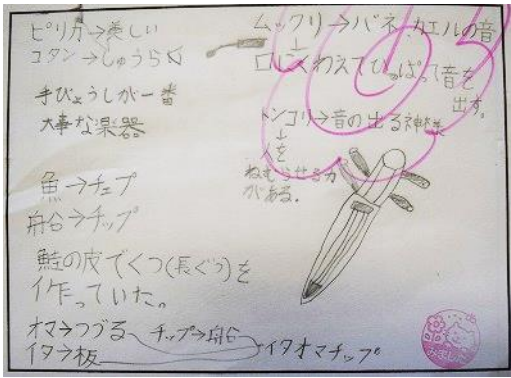 ピリカ→美しい
コタン→しゅうらく
手びょうしが一番
大事な楽器
魚→チェプ
舟谷→チップ
鮭の皮でくつ(長ぐつ)を
作っていた。
オマ→つづる
イタ→板
チップ→舟谷
イタオマチップ
ムックリ→バネ,カエルの音
口にくわえてひっぱって音を
出す。
トンコリ→音の出る神様
人を
ねむらせる力
がある。